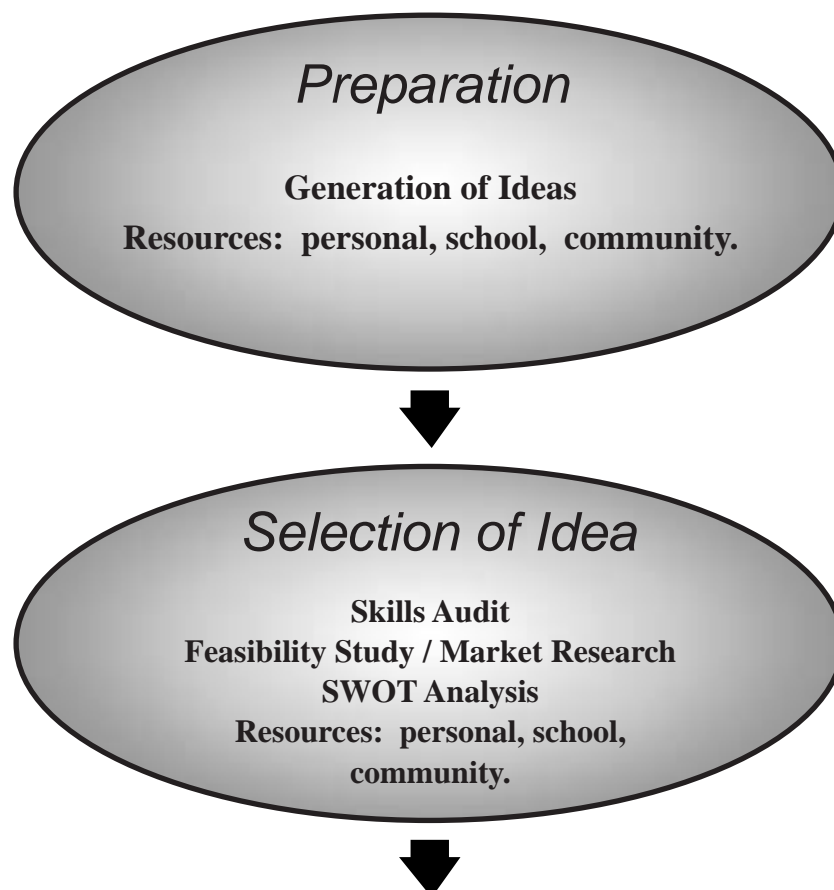 Preparation
Generation of Ideas
Resources: personal, school, community.
Selection of Idea
Skills Audit
Feasibility Study / Market Research
SWOT Analysis
Resources: personal, school,
community.